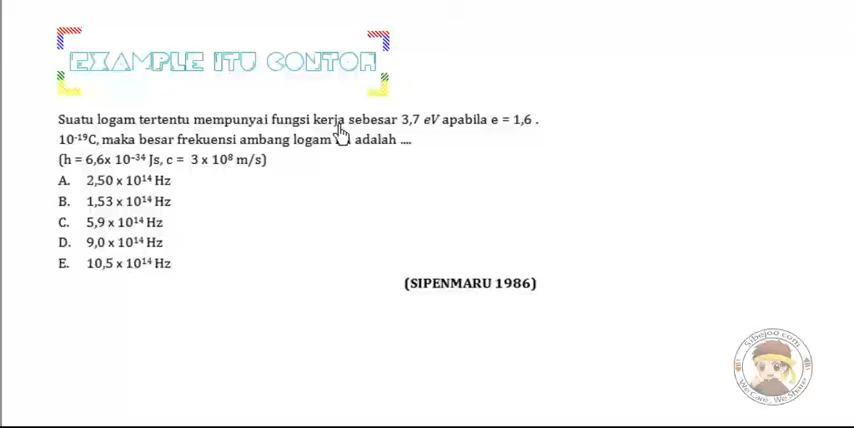 EXAMPLE ITU CONTOH
Suatu logam tertentu mempunyai fungsi kerja sebesar 3,7 eV apabila e = 1,6 .
10⁻¹⁹C, maka besar frekuensi ambang logam adalah ....
(h = 6,6x 10⁻³⁴ Js, c = 3 x 10⁸ m/s)
A. 2,50 x 10¹⁴ Hz
B. 1,53 x 10¹⁴ Hz
C. 5,9 x 10¹⁴ Hz
D. 9,0 x 10¹⁴ Hz
E. 10,5 x 10¹⁴ Hz
(SIPENMARU 1986)
Sibejoo.com
We Care, We Share